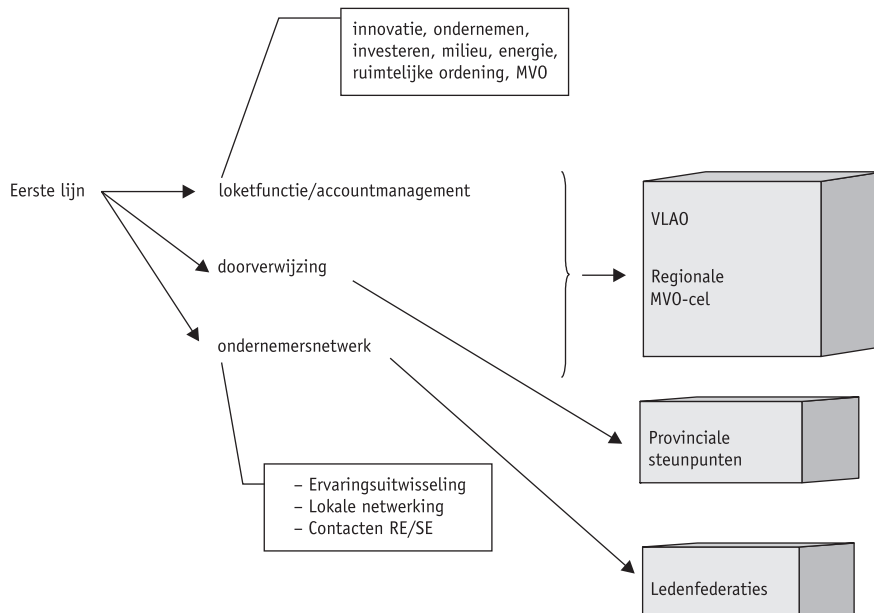 innovatie, ondernemen,
investeren, milieu, energie,
ruimtelijke ordening, MVO
Eerste lijn
loketfunctie/accountmanagement
doorverwijzing
ondernemersnetwerk
– Ervaringsuitwisseling
– Lokale netwerking
– Contacten RE/SE
VLAO
Regionale
MVO-cel
Provinciale
steunpunten
Ledenfederaties